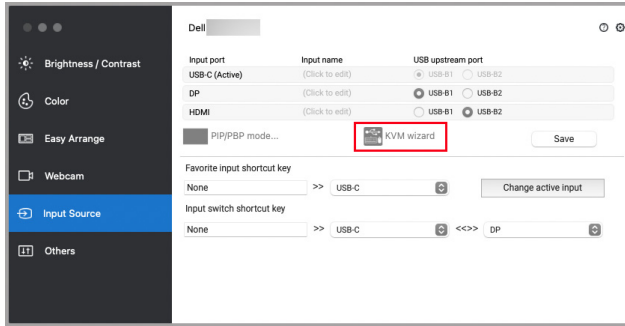 Dell
Brightness / Contrast
Color
Easy Arrange
Webcam
Input Source
Others
Input port Input name USB upstream port
USB-C (Active) (Click to edit) USB-B1 USB-B2
DP (Click to edit) USB-B1 USB-B2
HDMI (Click to edit) USB-B1 USB-B2
PIP/PBP mode... KVM wizard Save
Favorite input shortcut key
None >> USB-C Change active input
Input switch shortcut key
None >> USB-C <<>> DP